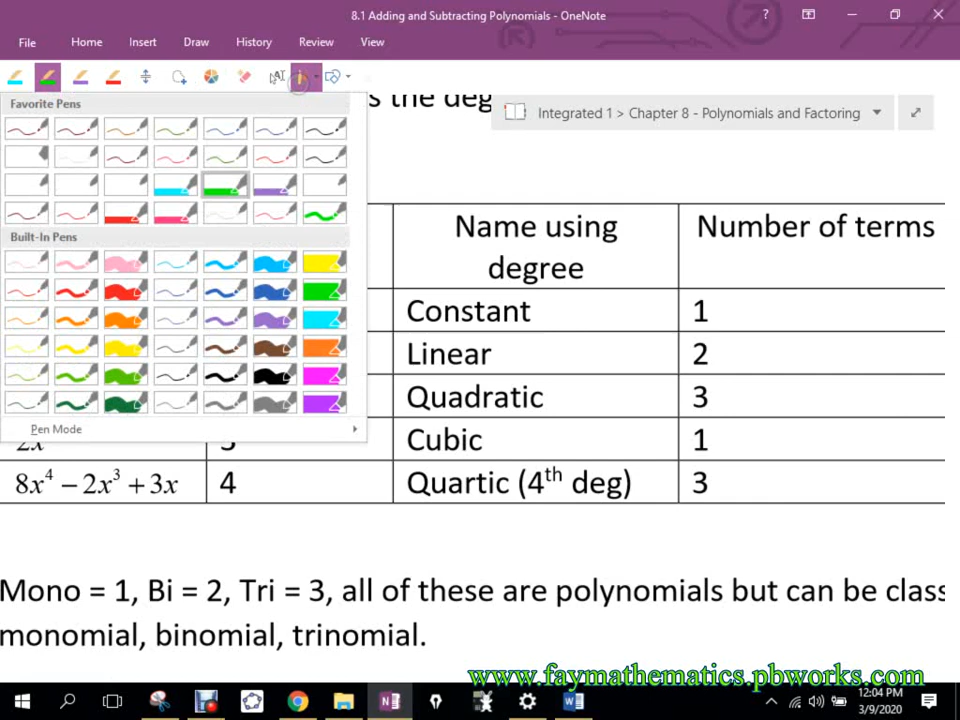 8.1 Adding and Subtracting Polynomials - OneNote
?
File Home Insert Draw History Review View
s the deg
Integrated 1 > Chapter 8 - Polynomials and Factoring
Favorite Pens
Built-In Pens
Pen Mode
Name using degree Number of terms
Constant 1
Linear 2
Quadratic 3
Cubic 1
8x⁴ − 2x³ + 3x 4 Quartic (4th deg) 3
Mono = 1, Bi = 2, Tri = 3, all of these are polynomials but can be class
monomial, binomial, trinomial.
www.faymathematics.pbworks.com
12:04 PM
3/9/2020